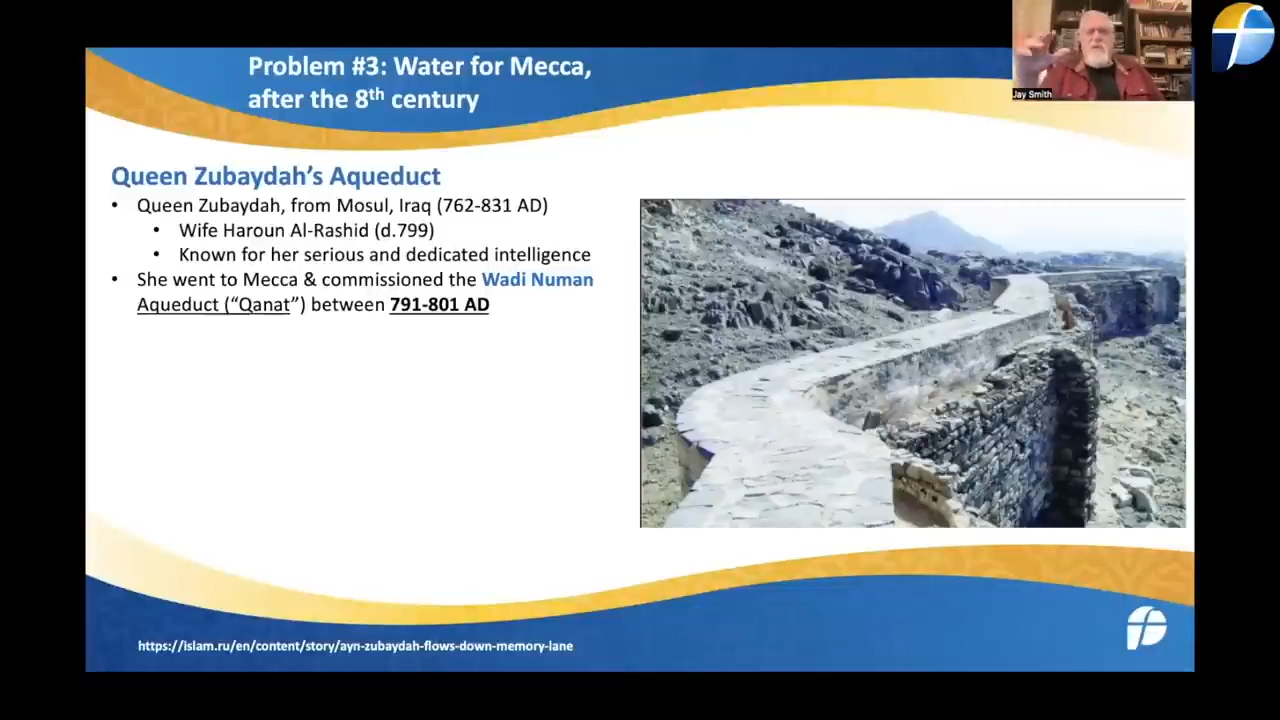 Problem #3: Water for Mecca,
after the 8th century
Jay Smith
Queen Zubaydah’s Aqueduct
• Queen Zubaydah, from Mosul, Iraq (762-831 AD)
• Wife Haroun Al-Rashid (d.799)
• Known for her serious and dedicated intelligence
• She went to Mecca & commissioned the Wadi Numan
Aqueduct (“Qanat”) between 791-801 AD
https://islam.ru/en/content/story/ayn-zubaydah-flows-down-memory-lane